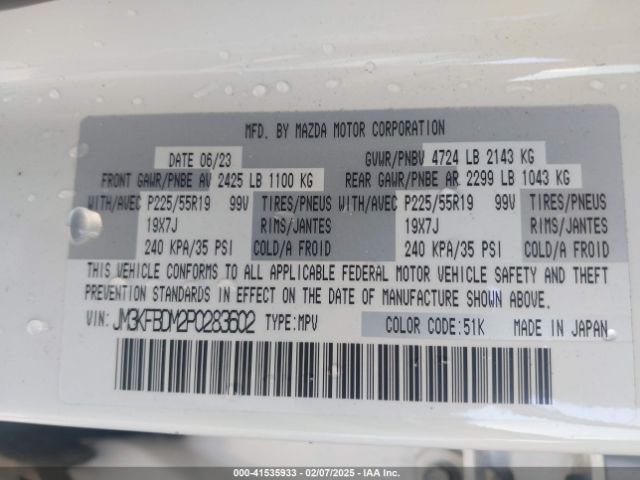 MFD. BY MAZDA MOTOR CORPORATION
DATE 06/23 GVWR/PNBV 4724 LB 2143 KG
FRONT GAWR/PNBE AV 2425 LB 1100 KG REAR GAWR/PNBE AR 2299 LB 1043 KG
WITH/AVEC P225/55R19 99V TIRES/PNEUS WITH/AVEC P225/55R19 99V TIRES/PNEUS
19X7J RIMS/JANTES 19X7J RIMS/JANTES
240 KPA/35 PSI COLD/A FROID 240 KPA/35 PSI COLD/A FROID
THIS VEHICLE CONFORMS TO ALL APPLICABLE FEDERAL MOTOR VEHICLE SAFETY AND THEFT
PREVENTION STANDARDS IN EFFECT ON THE DATE OF MANUFACTURE SHOWN ABOVE.
VIN: JM3KFBDM2P0283602 TYPE:MPV COLOR CODE:51K MADE IN JAPAN
000-41535933 - 02/07/2025 - IAA Inc.